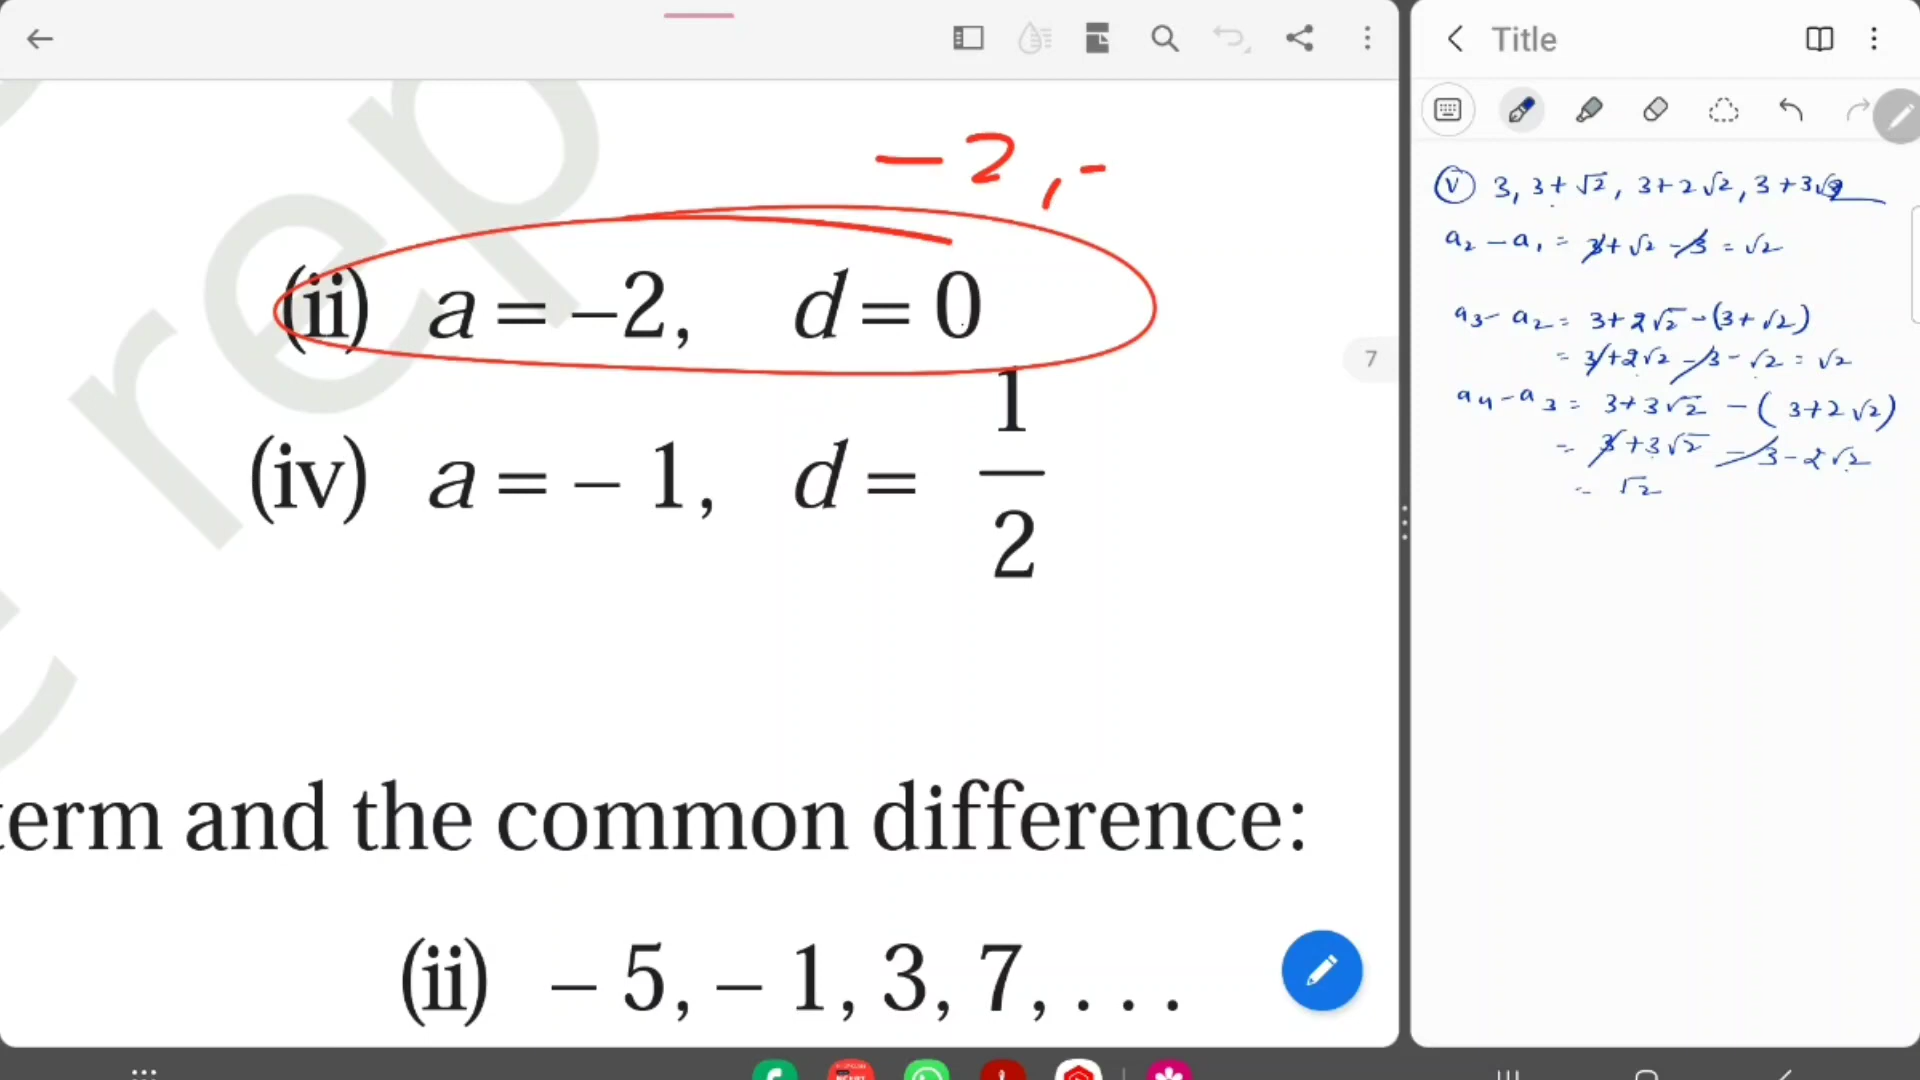 Title
- 2 , -
(ii) a = –2, d = 0
7
(iv) a = – 1, d = 1/2
term and the common difference:
(ii) – 5, – 1, 3, 7, . . .
rep
(v) 3, 3 + √2, 3 + 2√2, 3 + 3√2
a2 - a1 = 3 + √2 - 3 = √2
a3 - a2 = 3 + 2√2 - (3 + √2)
= 3 + 2√2 - 3 - √2 = √2
a4 - a3 = 3 + 3√2 - (3 + 2√2)
= 3 + 3√2 - 3 - 2√2
= √2